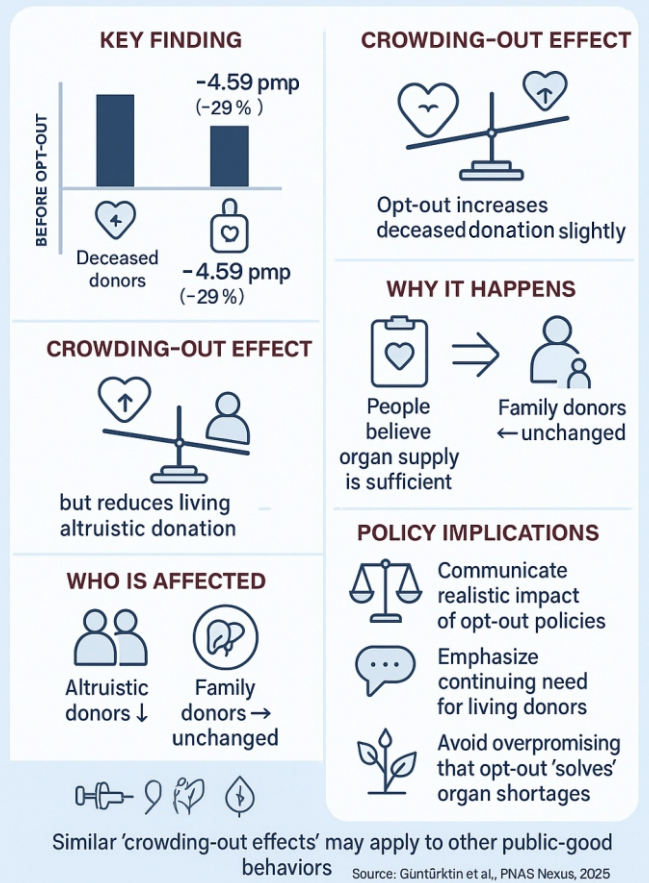 KEY FINDING
BEFORE OPT-OUT
-4.59 pmp
(-29 % )
Deceased
donors
-4.59 pmp
(-29%)
CROWDING-OUT EFFECT
but reduces living
altruistic donation
WHO IS AFFECTED
Altruistic
donors ↓
Family
donors →
unchanged
CROWDING-OUT EFFECT
Opt-out increases
deceased donation slightly
WHY IT HAPPENS
People
believe
organ supply
is sufficient
Family donors
← unchanged
POLICY IMPLICATIONS
Communicate
realistic impact
of opt-out policies
Emphasize
continuing need
for living donors
Avoid overpromising
that opt-out 'solves'
organ shortages
Similar 'crowding-out effects' may apply to other public-good
behaviors
Source: Güntürktin et al,, PNAS Nexus, 2025